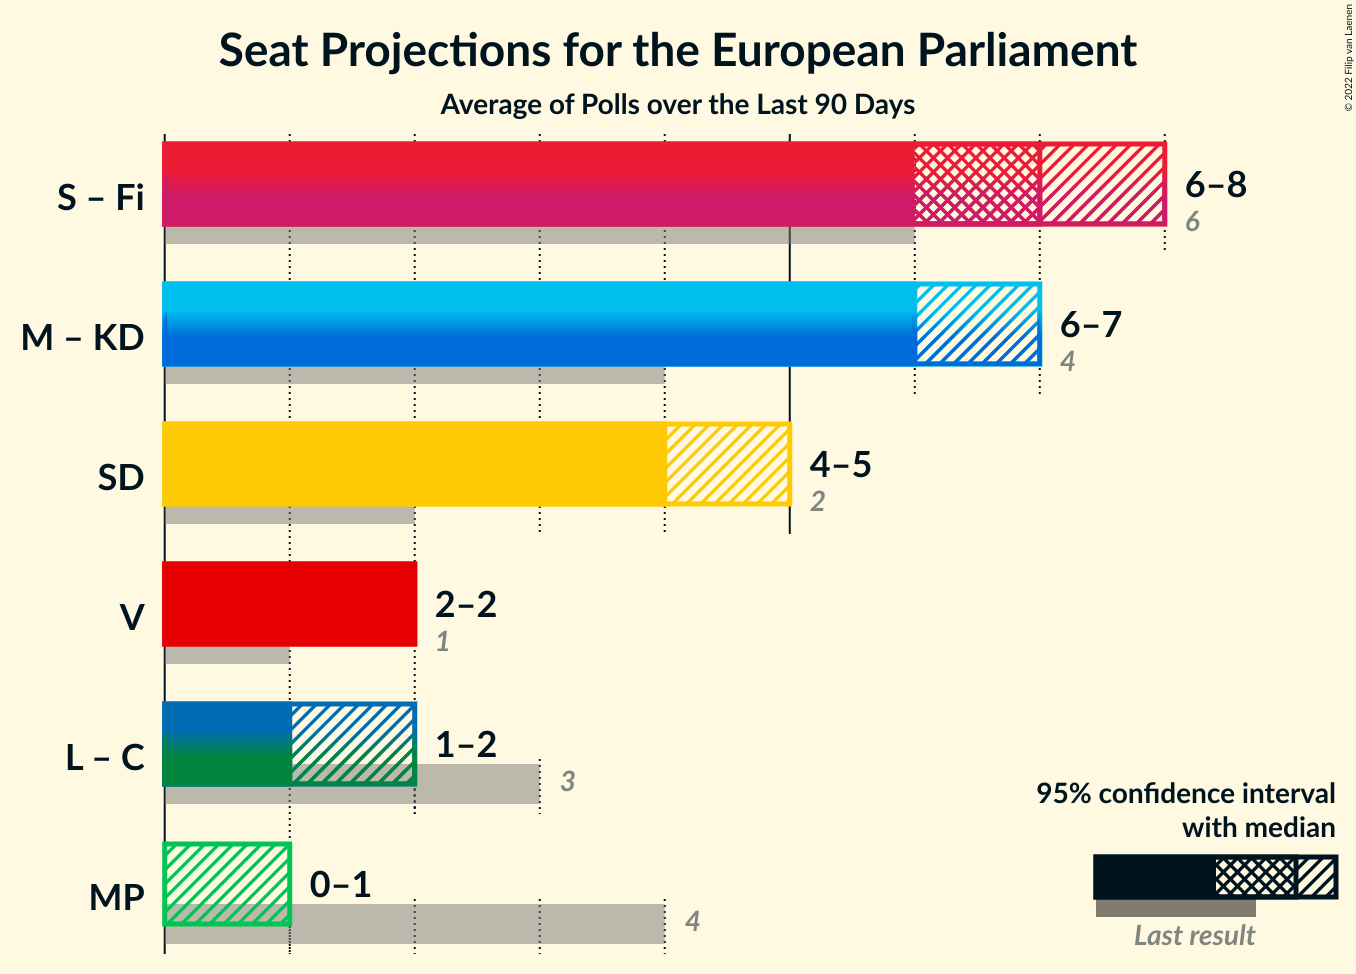 Seat Projections for the European Parliament
Average of Polls over the Last 90 Days
© 2022 Filip van Laenen
S – Fi
6–8
6
M – KD
6–7
4
SD
4–5
2
V
2–2
1
L – C
1–2
3
MP
0–1
4
95% confidence interval
with median
Last result